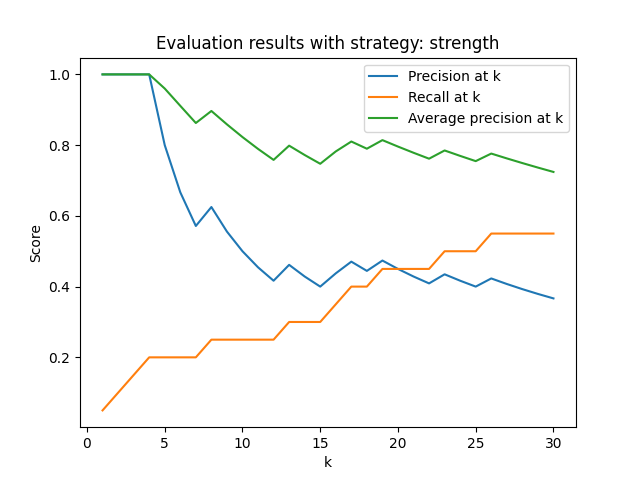 Evaluation results with strategy: strength
Precision at k
Recall at k
Average precision at k
Score
1.0
0.8
0.6
0.4
0.2
0 5 10 15 20 25 30
k